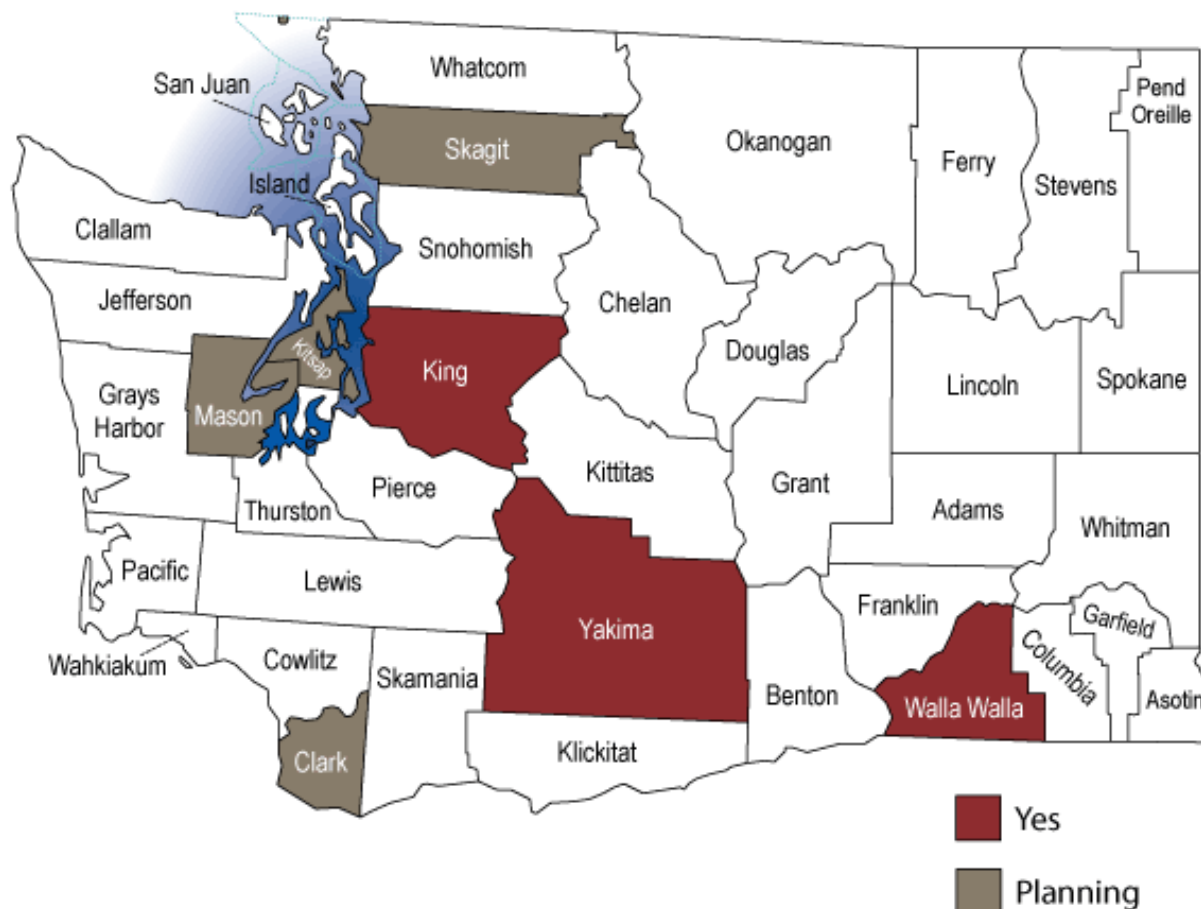 Whatcom
San Juan
Pend
Oreille
Skagit
Okanogan
Ferry
Stevens
Island
Clallam
Snohomish
Jefferson
Chelan
Kitsap
King
Douglas
Lincoln
Spokane
Grays
Harbor
Mason
Kittitas
Grant
Pierce
Thurston
Adams
Whitman
Pacific
Lewis
Franklin
Garfield
Yakima
Wahkiakum
Cowlitz
Skamania
Columbia
Benton
Walla Walla
Asotin
Clark
Klickitat
Yes
Planning